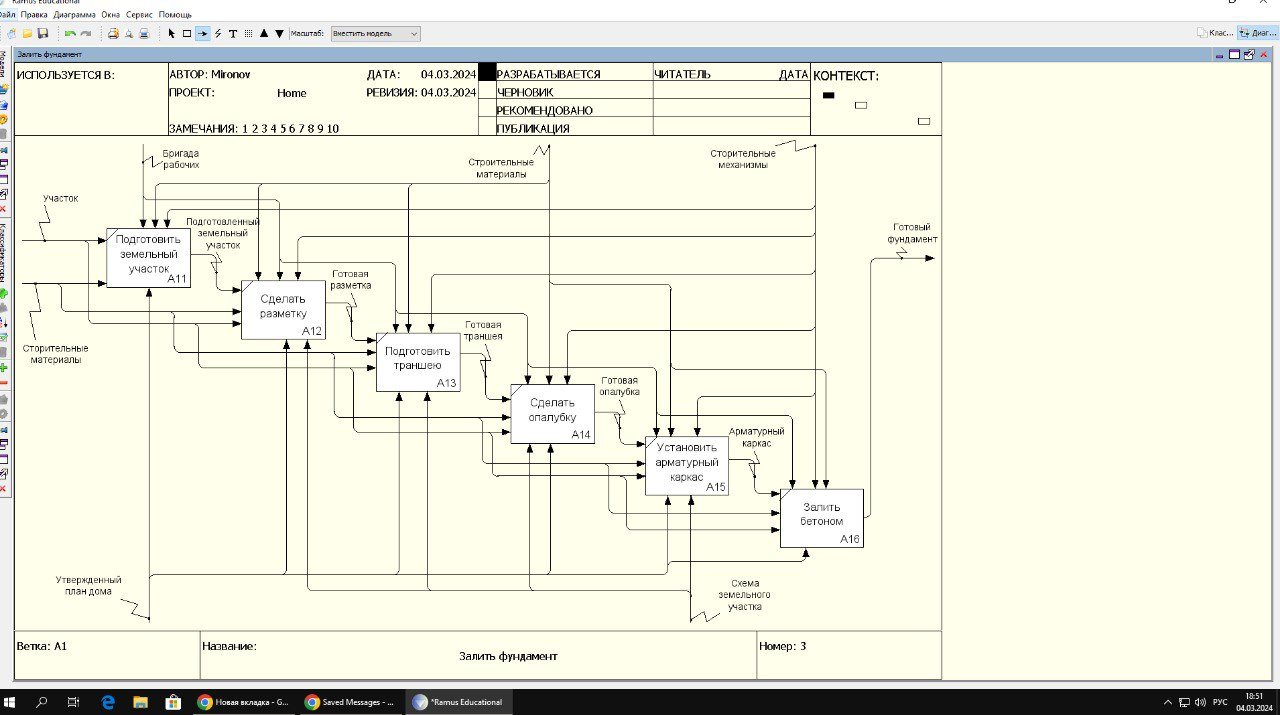 Ramus Educational
Файл Правка Диаграмма Окна Сервис Помощь
Масштаб: Вместить модель
Клас... Диаг...
Залить фундамент
ИСПОЛЬЗУЕТСЯ В:
АВТОР: Mironov
ДАТА: 04.03.2024
РАЗРАБАТЫВАЕТСЯ
ЧИТАТЕЛЬ
ДАТА
КОНТЕКСТ:
ПРОЕКТ: Home
РЕВИЗИЯ: 04.03.2024
ЧЕРНОВИК
РЕКОМЕНДОВАНО
ЗАМЕЧАНИЯ: 1 2 3 4 5 6 7 8 9 10
ПУБЛИКАЦИЯ
Бригада
рабочих
Строительные
материалы
Сторительные
механизмы
Участок
Подготовленный
земельный
участок
Готовый
фундамент
Подготовить
земельный
участок
A11
Готовая
разметка
Сделать
разметку
A12
Готовая
траншея
Сторительные
материалы
Подготовить
траншею
A13
Готовая
опалубка
Сделать
опалубку
A14
Арматурный
каркас
Установить
арматурный
каркас
A15
Залить
бетоном
A16
Утвержденный
план дома
Схема
земельного
участка
Ветка: A1
Название:
Залить фундамент
Номер: 3
Новая вкладка - G...
Saved Messages - ...
*Ramus Educational
РУС
18:51
04.03.2024